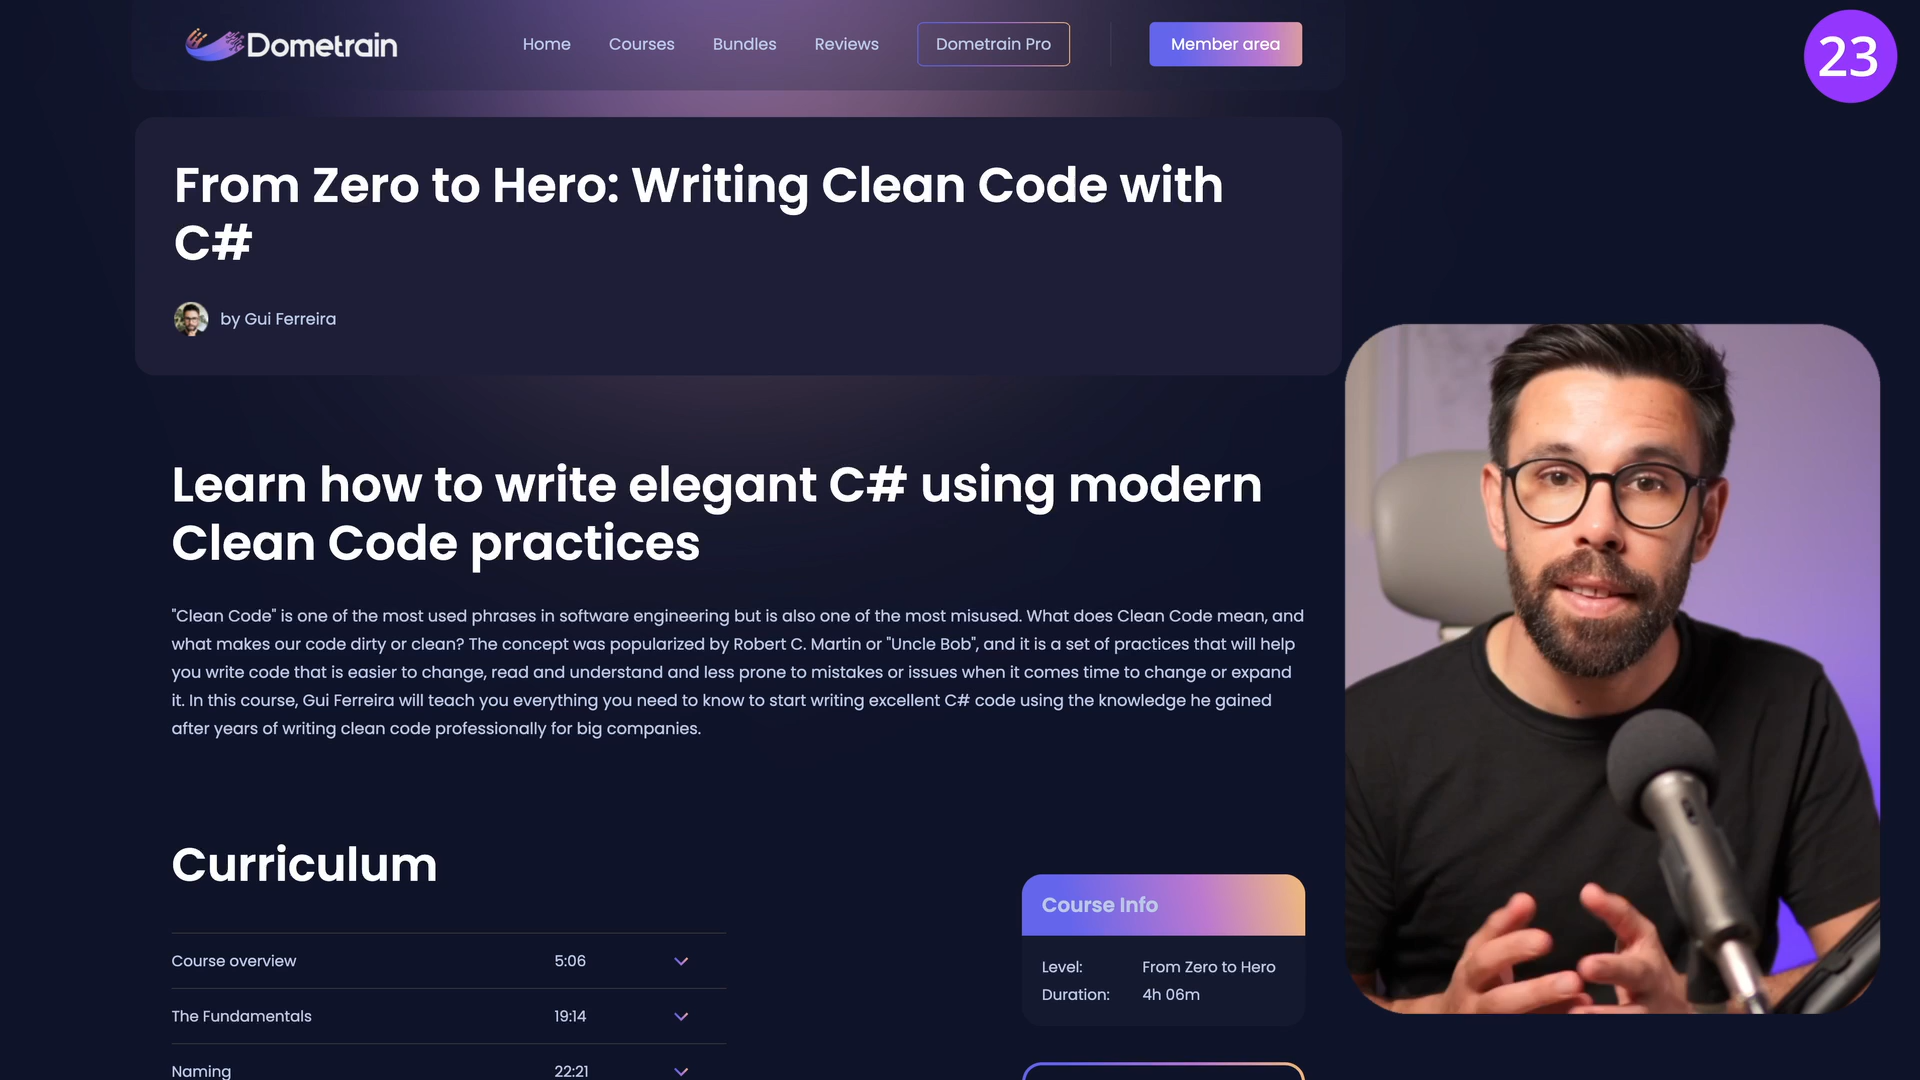 Dometrain
Home
Courses
Bundles
Reviews
Dometrain Pro
Member area
23
From Zero to Hero: Writing Clean Code with
C#
by Gui Ferreira
Learn how to write elegant C# using modern
Clean Code practices
"Clean Code" is one of the most used phrases in software engineering but is also one of the most misused. What does Clean Code mean, and
what makes our code dirty or clean? The concept was popularized by Robert C. Martin or "Uncle Bob", and it is a set of practices that will help
you write code that is easier to change, read and understand and less prone to mistakes or issues when it comes time to change or expand
it. In this course, Gui Ferreira will teach you everything you need to know to start writing excellent C# code using the knowledge he gained
after years of writing clean code professionally for big companies.
Curriculum
Course overview 5:06
The Fundamentals 19:14
Naming 22:21
Course Info
Level: From Zero to Hero
Duration: 4h 06m